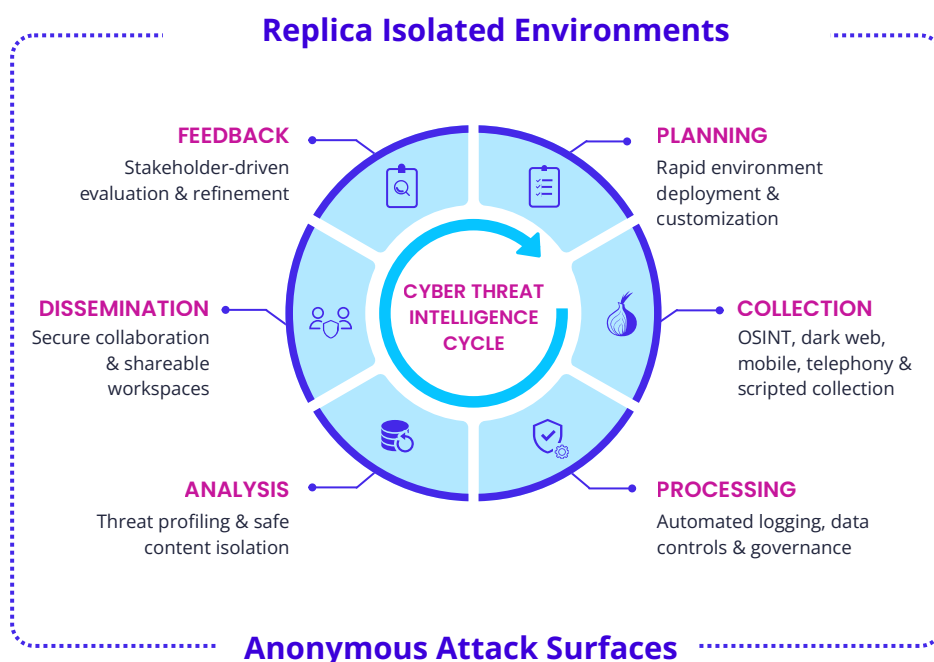 Replica Isolated Environments
FEEDBACK
Stakeholder-driven
evaluation & refinement
PLANNING
Rapid environment
deployment &
customization
DISSEMINATION
Secure collaboration
& shareable
workspaces
CYBER THREAT
INTELLIGENCE
CYCLE
COLLECTION
OSINT, dark web,
mobile, telephony &
scripted collection
ANALYSIS
Threat profiling & safe
content isolation
PROCESSING
Automated logging, data
controls & governance
Anonymous Attack Surfaces